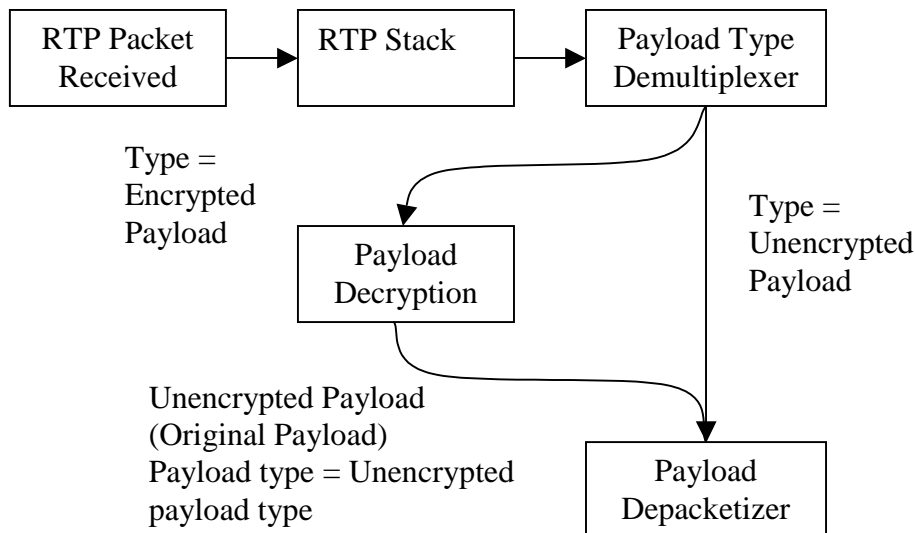 RTP Packet
Received
RTP Stack
Payload Type
Demultiplexer
Type =
Encrypted
Payload
Type =
Unencrypted
Payload
Payload
Decryption
Unencrypted Payload
(Original Payload)
Payload type = Unencrypted
payload type
Payload
Depacketizer